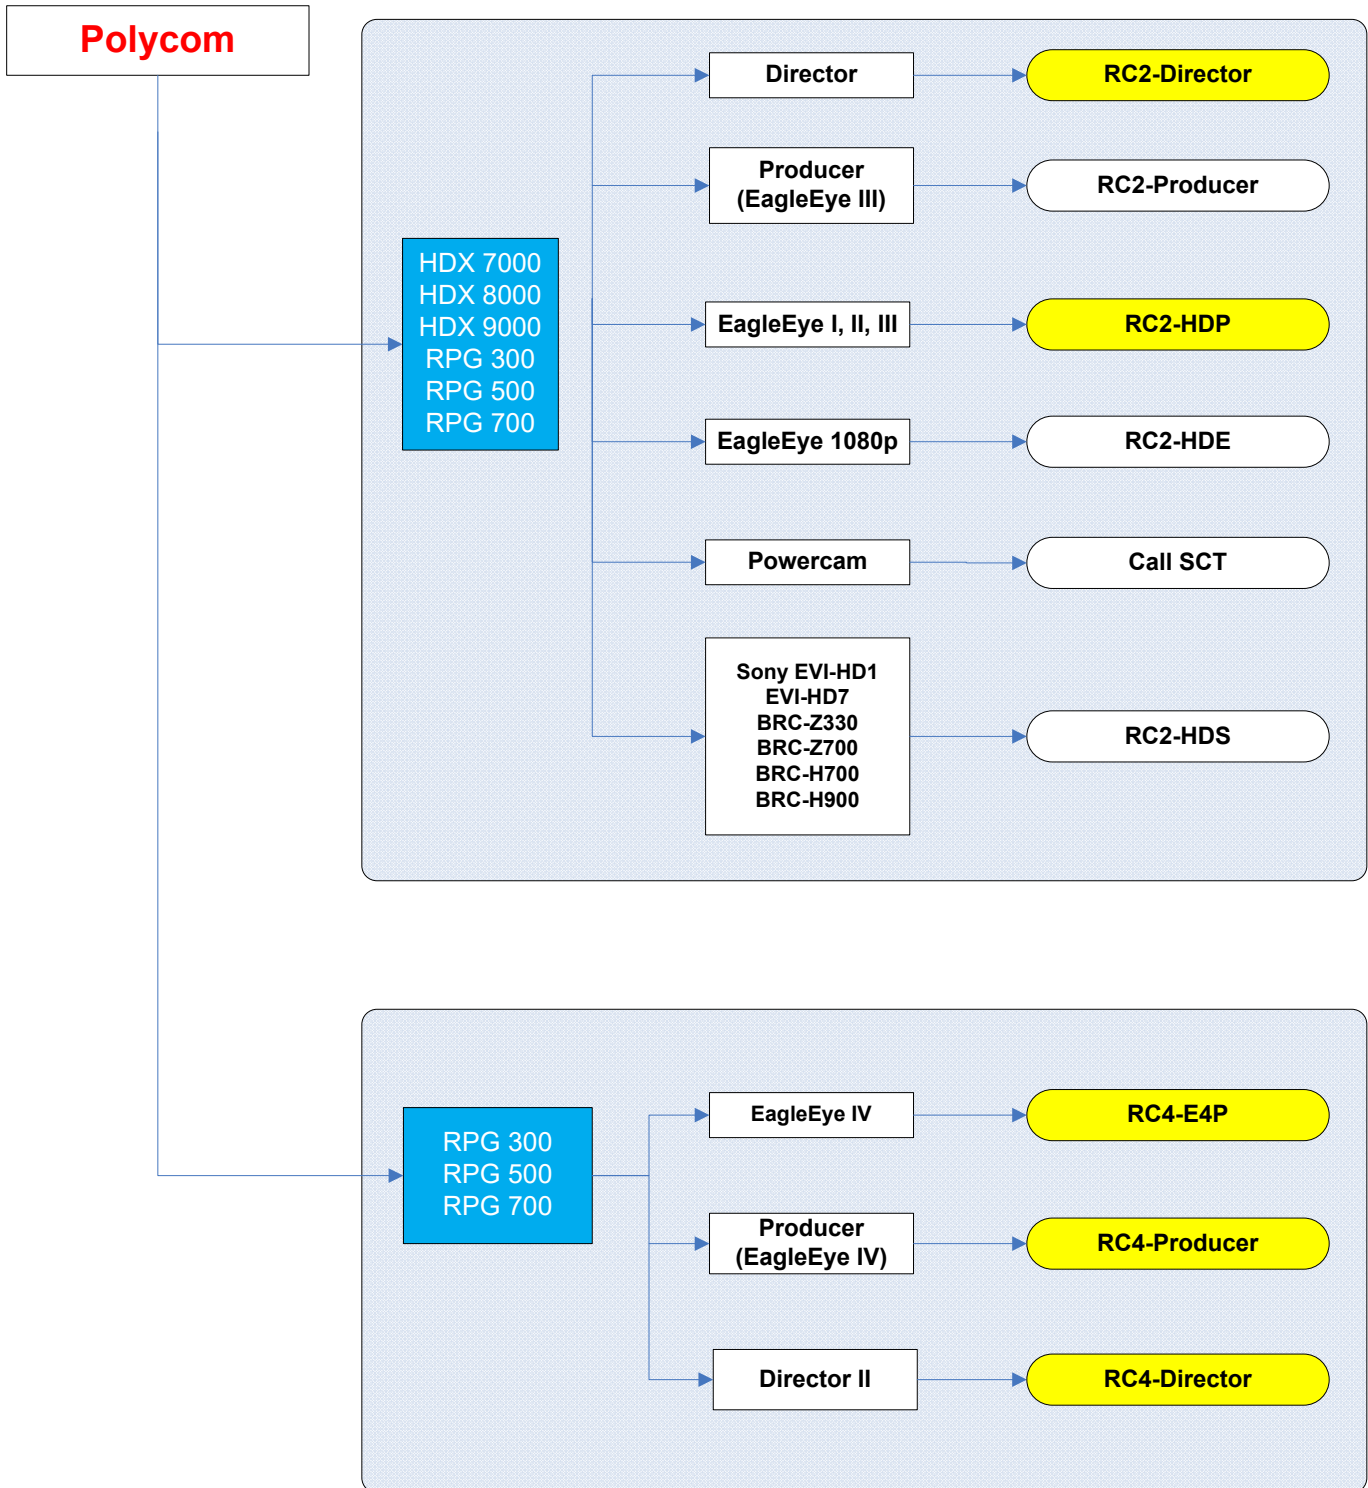 Polycom
Director
RC2-Director
Producer
(EagleEye III)
RC2-Producer
HDX 7000
HDX 8000
HDX 9000
RPG 300
RPG 500
RPG 700
EagleEye I, II, III
RC2-HDP
EagleEye 1080p
RC2-HDE
Powercam
Call SCT
Sony EVI-HD1
EVI-HD7
BRC-Z330
BRC-Z700
BRC-H700
BRC-H900
RC2-HDS
RPG 300
RPG 500
RPG 700
EagleEye IV
RC4-E4P
Producer
(EagleEye IV)
RC4-Producer
Director II
RC4-Director